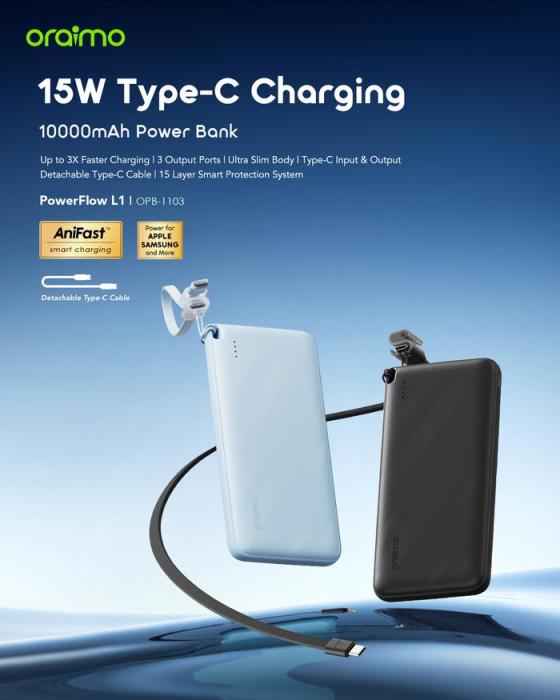 oraimo
15W Type-C Charging
10000mAh Power Bank
Up to 3X Faster Charging | 3 Output Ports | Ultra Slim Body | Type-C Input & Output
Detachable Type-C Cable | 15 Layer Smart Protection System
PowerFlow L1 | OPB-1103
AniFast™
smart charging
Power for
APPLE
SAMSUNG
and More
Detachable Type-C Cable
oraimo
oraimo